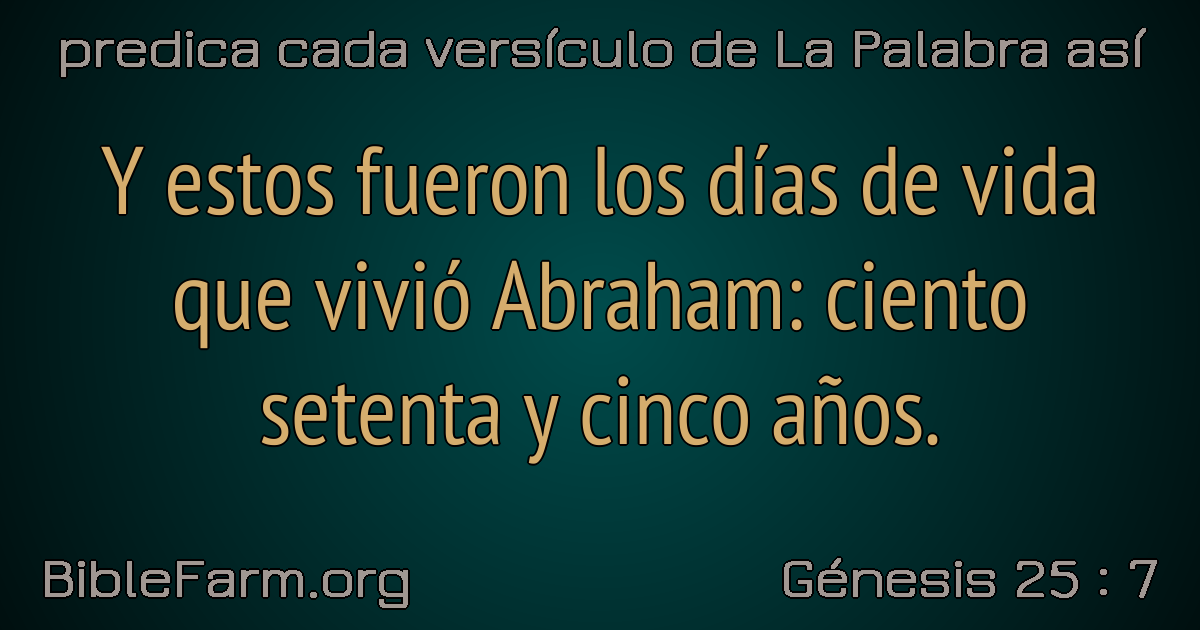 predica cada versículo de La Palabra así
Y estos fueron los días de vida
que vivió Abraham: ciento
setenta y cinco años.
BibleFarm.org
Génesis 25 : 7